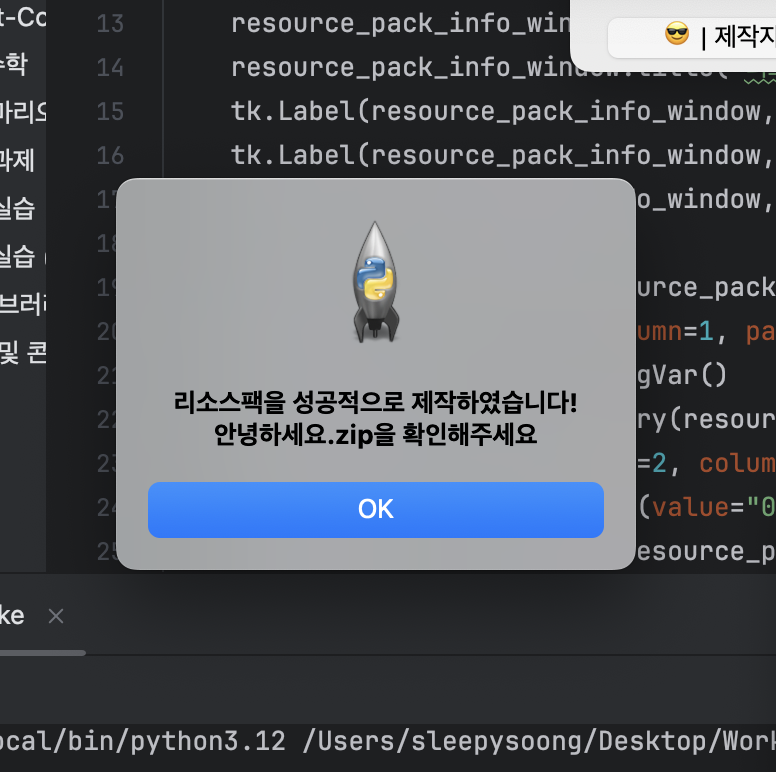 13 resource_pack_info_win
😎 | 제작자
14 resource_pack_info_window.title(
수학
15 tk.Label(resource_pack_info_window,
마리오
16 tk.Label(resource_pack_info_window,
과제
17 o_window,
실습
18
실습 (
19 urce_pack
브러리
20 umn=1, pa
및 콘
21 gVar()
22 ry(resour
23 =2, colum
24 (value="0
25 esource_p
리소스팩을 성공적으로 제작하였습니다!
안녕하세요.zip을 확인해주세요
OK
ke ×
ocal/bin/python3.12 /Users/sleepysoong/Desktop/Work